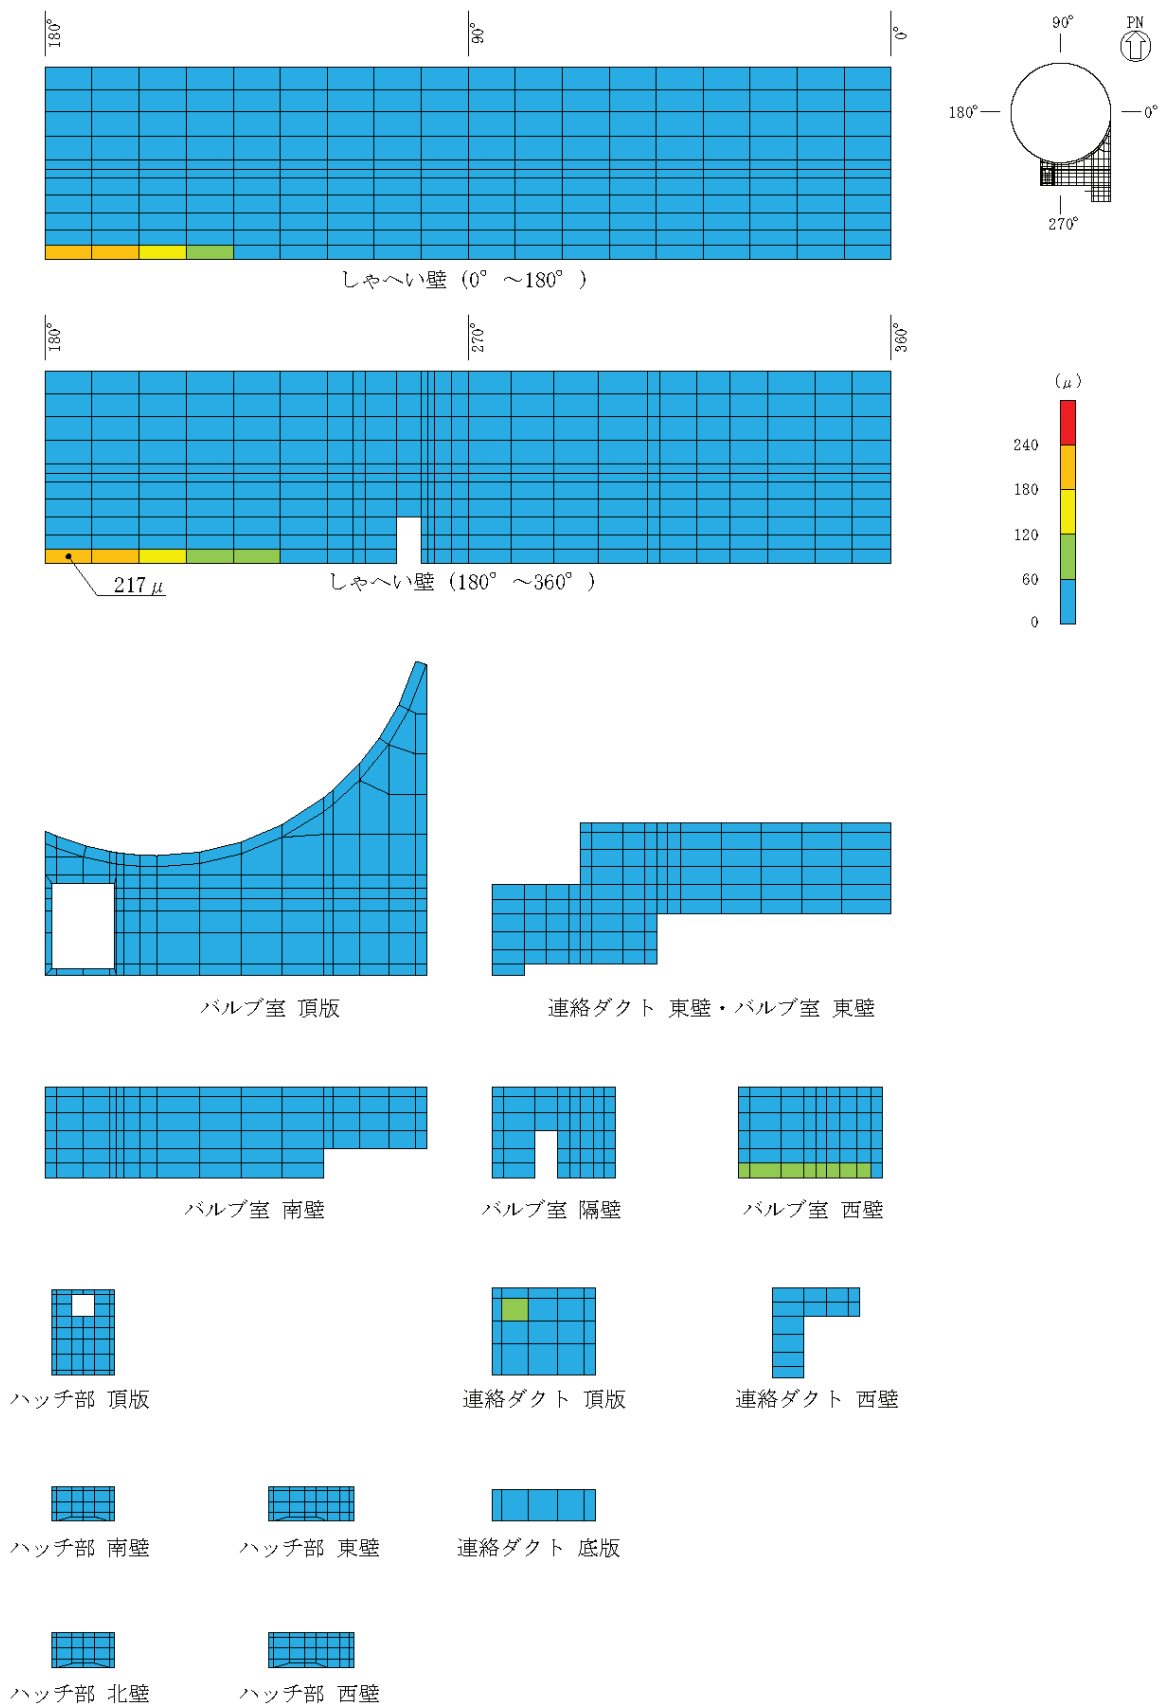 180°
90°
0°
90°
PN
180°
0°
270°
しゃへい壁 (0° ～180° )
180°
270°
360°
(μ)
240
180
120
60
0
217μ
しゃへい壁 (180° ～360° )
バルブ室 頂版
連絡ダクト 東壁・バルブ室 東壁
バルブ室 南壁
バルブ室 隔壁
バルブ室 西壁
ハッチ部 頂版
連絡ダクト 頂版
連絡ダクト 西壁
ハッチ部 南壁
ハッチ部 東壁
連絡ダクト 底版
ハッチ部 北壁
ハッチ部 西壁